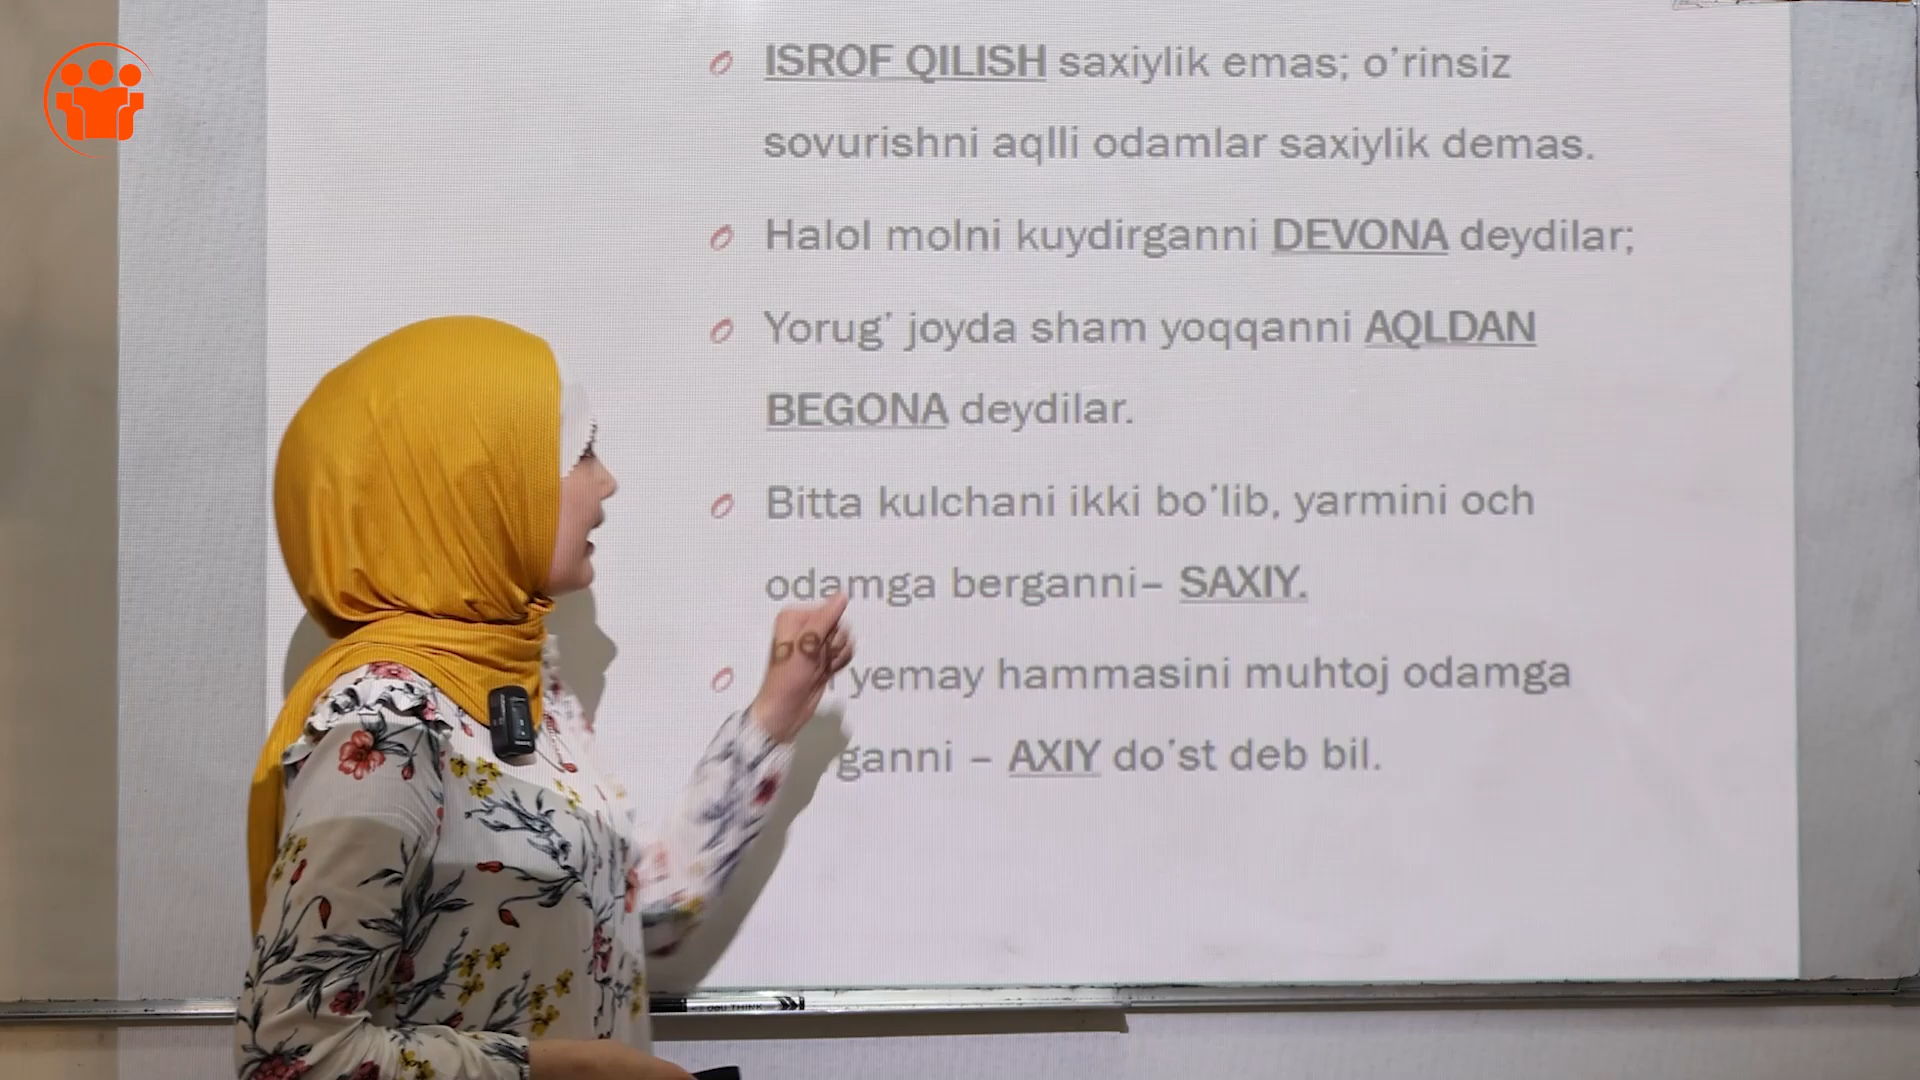 ISROF QILISH saxiylik emas; o'rinsiz
sovurishni aqlli odamlar saxiylik demas.
Halol molni kuydirganni DEVONA deydilar;
Yorug' joyda sham yoqqanni AQLDAN
BEGONA deydilar.
Bitta kulchani ikki bo'lib, yarmini och
odamga berganni– SAXIY.
yemay hammasini muhtoj odamga
ganni – AXIY do'st deb bil.